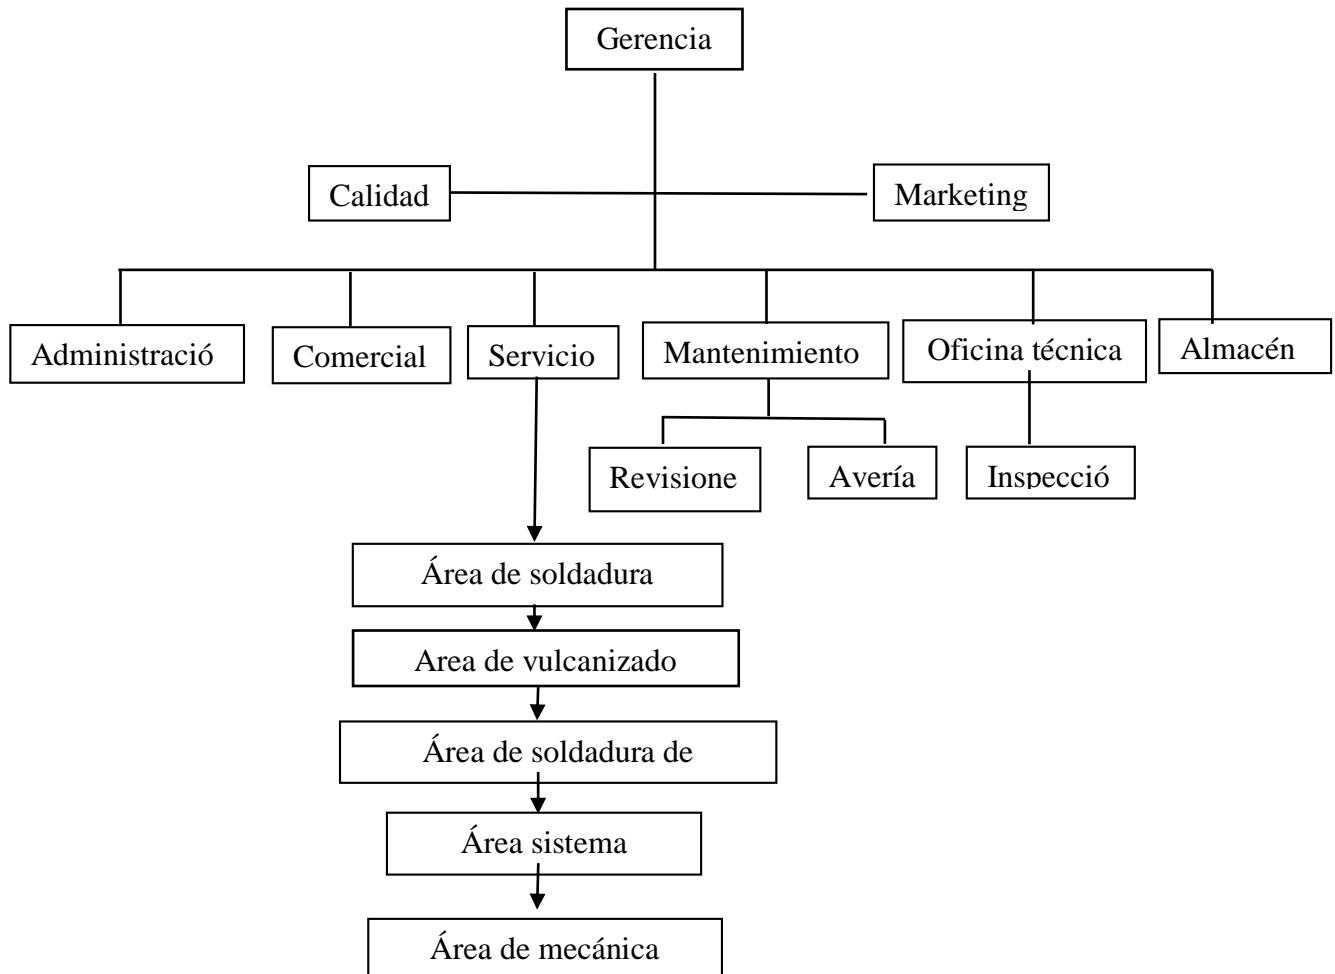 Gerencia
Calidad
Marketing
Administració
Comercial
Servicio
Mantenimiento
Oficina técnica
Almacén
Revisione
Avería
Inspecció
Área de soldadura
Area de vulcanizado
Área de soldadura de
Área sistema
Área de mecánica